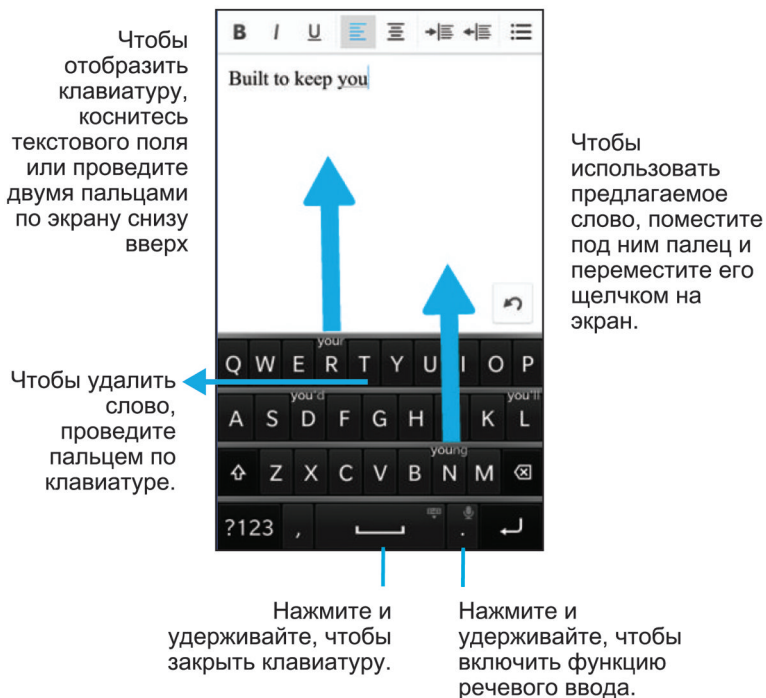 Чтобы
отобразить
клавиатуру,
коснитесь
текстового поля
или проведите
двумя пальцами
по экрану снизу
вверх
B I U
Built to keep you
Чтобы
использовать
предлагаемое
слово, поместите
под ним палец и
переместите его
щелчком на
экран.
Чтобы удалить
слово,
проведите
пальцем по
клавиатуре.
your
Q W E R T Y U I O P
you'd you'll
A S D F G H K L
young
Z X C V B N M
?123 , .
Нажмите и
удерживайте, чтобы
закрыть клавиатуру.
Нажмите и
удерживайте, чтобы
включить функцию
речевого ввода.